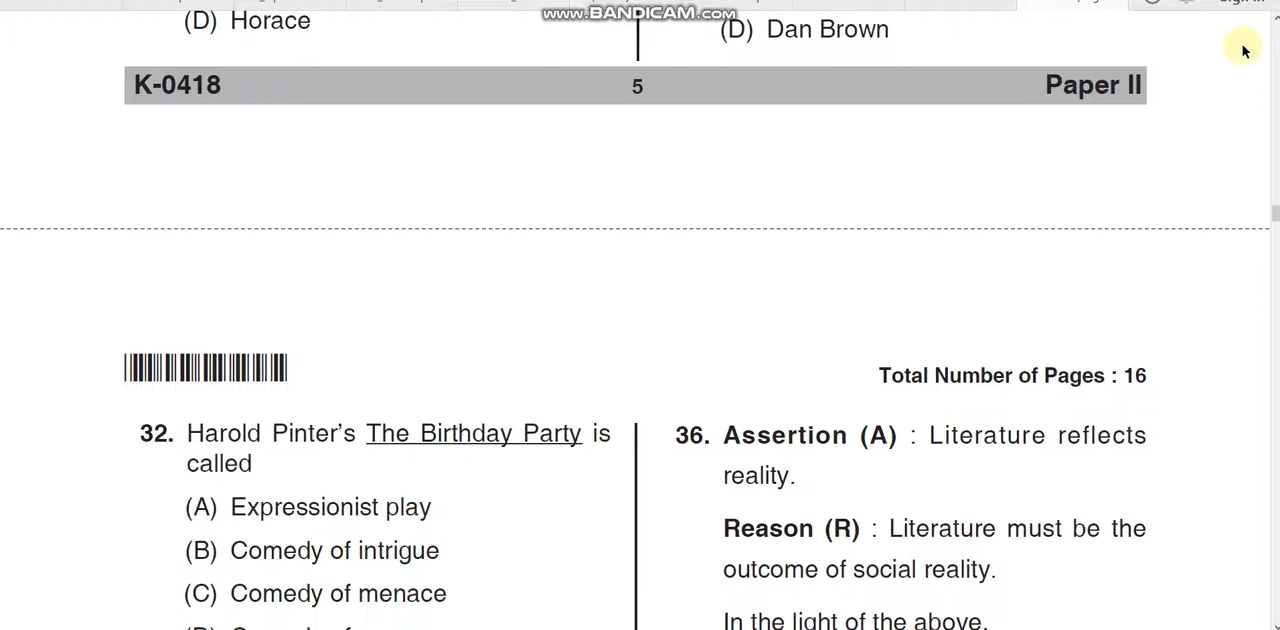 www.BANDICAM.com
(D) Horace
(D) Dan Brown
K-0418 5 Paper II
Total Number of Pages : 16
32. Harold Pinter's The Birthday Party is
called
(A) Expressionist play
(B) Comedy of intrigue
(C) Comedy of menace
36. Assertion (A) : Literature reflects
reality.
Reason (R) : Literature must be the
outcome of social reality.
In the light of the above,